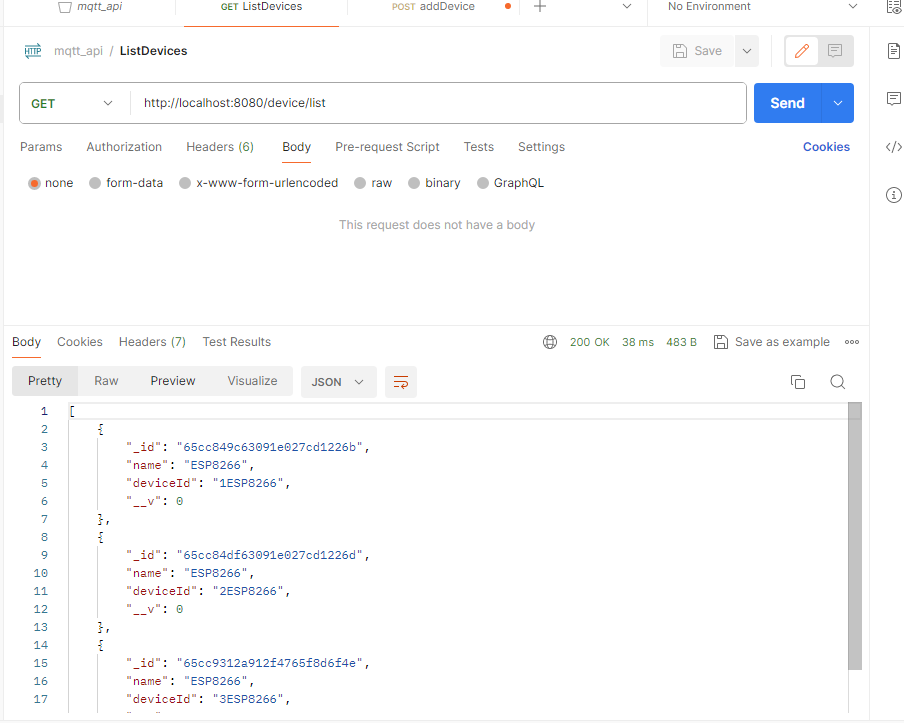 mqtt_api GET ListDevices POST addDevice No Environment
HTTP mqtt_api / ListDevices Save
GET http://localhost:8080/device/list Send
Params Authorization Headers (6) Body Pre-request Script Tests Settings Cookies
none form-data x-www-form-urlencoded raw binary GraphQL
This request does not have a body
Body Cookies Headers (7) Test Results 200 OK 38 ms 483 B Save as example
Pretty Raw Preview Visualize JSON
1 [
2 {
3 "_id": "65cc849c63091e027cd1226b",
4 "name": "ESP8266",
5 "deviceId": "1ESP8266",
6 "__v": 0
7 },
8 {
9 "_id": "65cc84df63091e027cd1226d",
10 "name": "ESP8266",
11 "deviceId": "2ESP8266",
12 "__v": 0
13 },
14 {
15 "_id": "65cc9312a912f4765f8d6f4e",
16 "name": "ESP8266",
17 "deviceId": "3ESP8266",